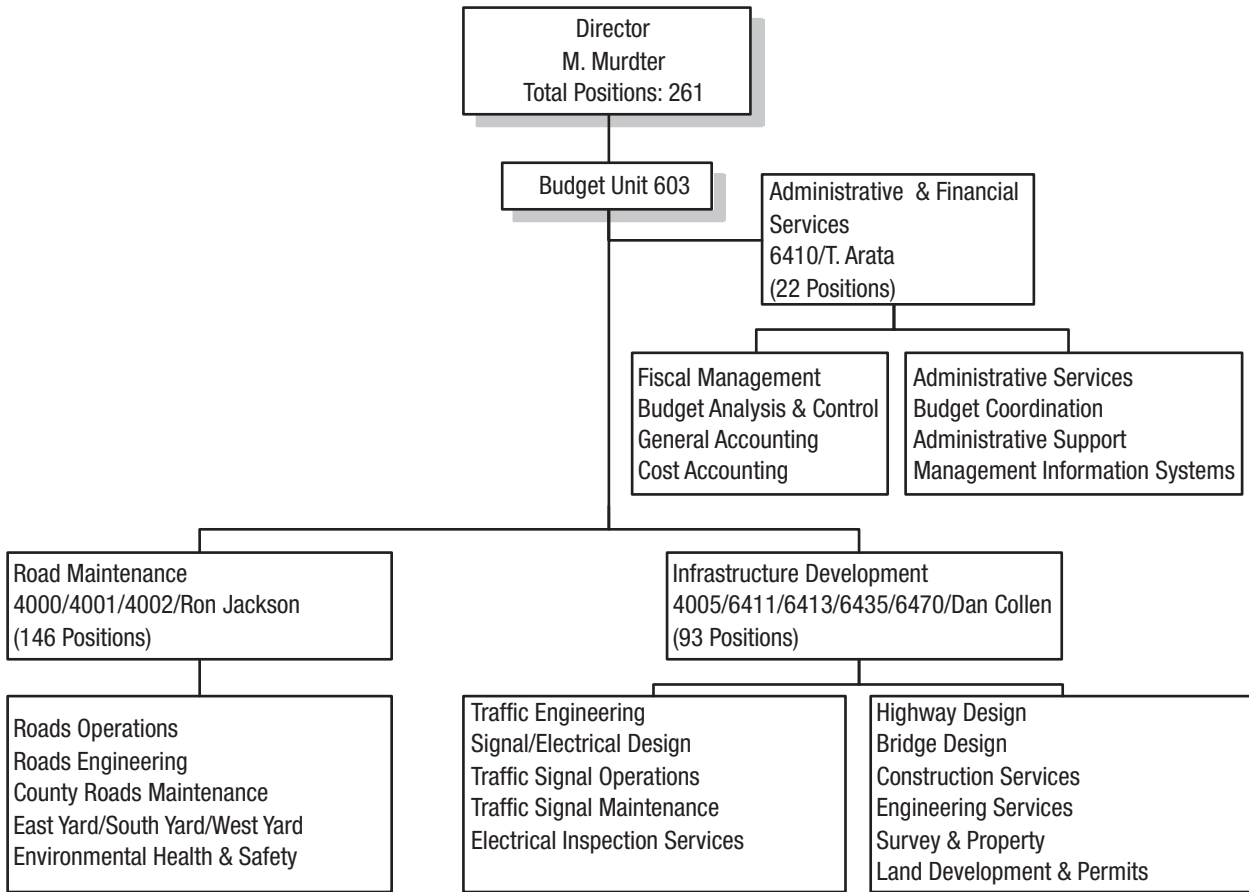 Director
M. Murdter
Total Positions: 261
Budget Unit 603
Administrative & Financial
Services
6410/T. Arata
(22 Positions)
Fiscal Management
Budget Analysis & Control
General Accounting
Cost Accounting
Administrative Services
Budget Coordination
Administrative Support
Management Information Systems
Road Maintenance
4000/4001/4002/Ron Jackson
(146 Positions)
Infrastructure Development
4005/6411/6413/6435/6470/Dan Collen
(93 Positions)
Roads Operations
Roads Engineering
County Roads Maintenance
East Yard/South Yard/West Yard
Environmental Health & Safety
Traffic Engineering
Signal/Electrical Design
Traffic Signal Operations
Traffic Signal Maintenance
Electrical Inspection Services
Highway Design
Bridge Design
Construction Services
Engineering Services
Survey & Property
Land Development & Permits